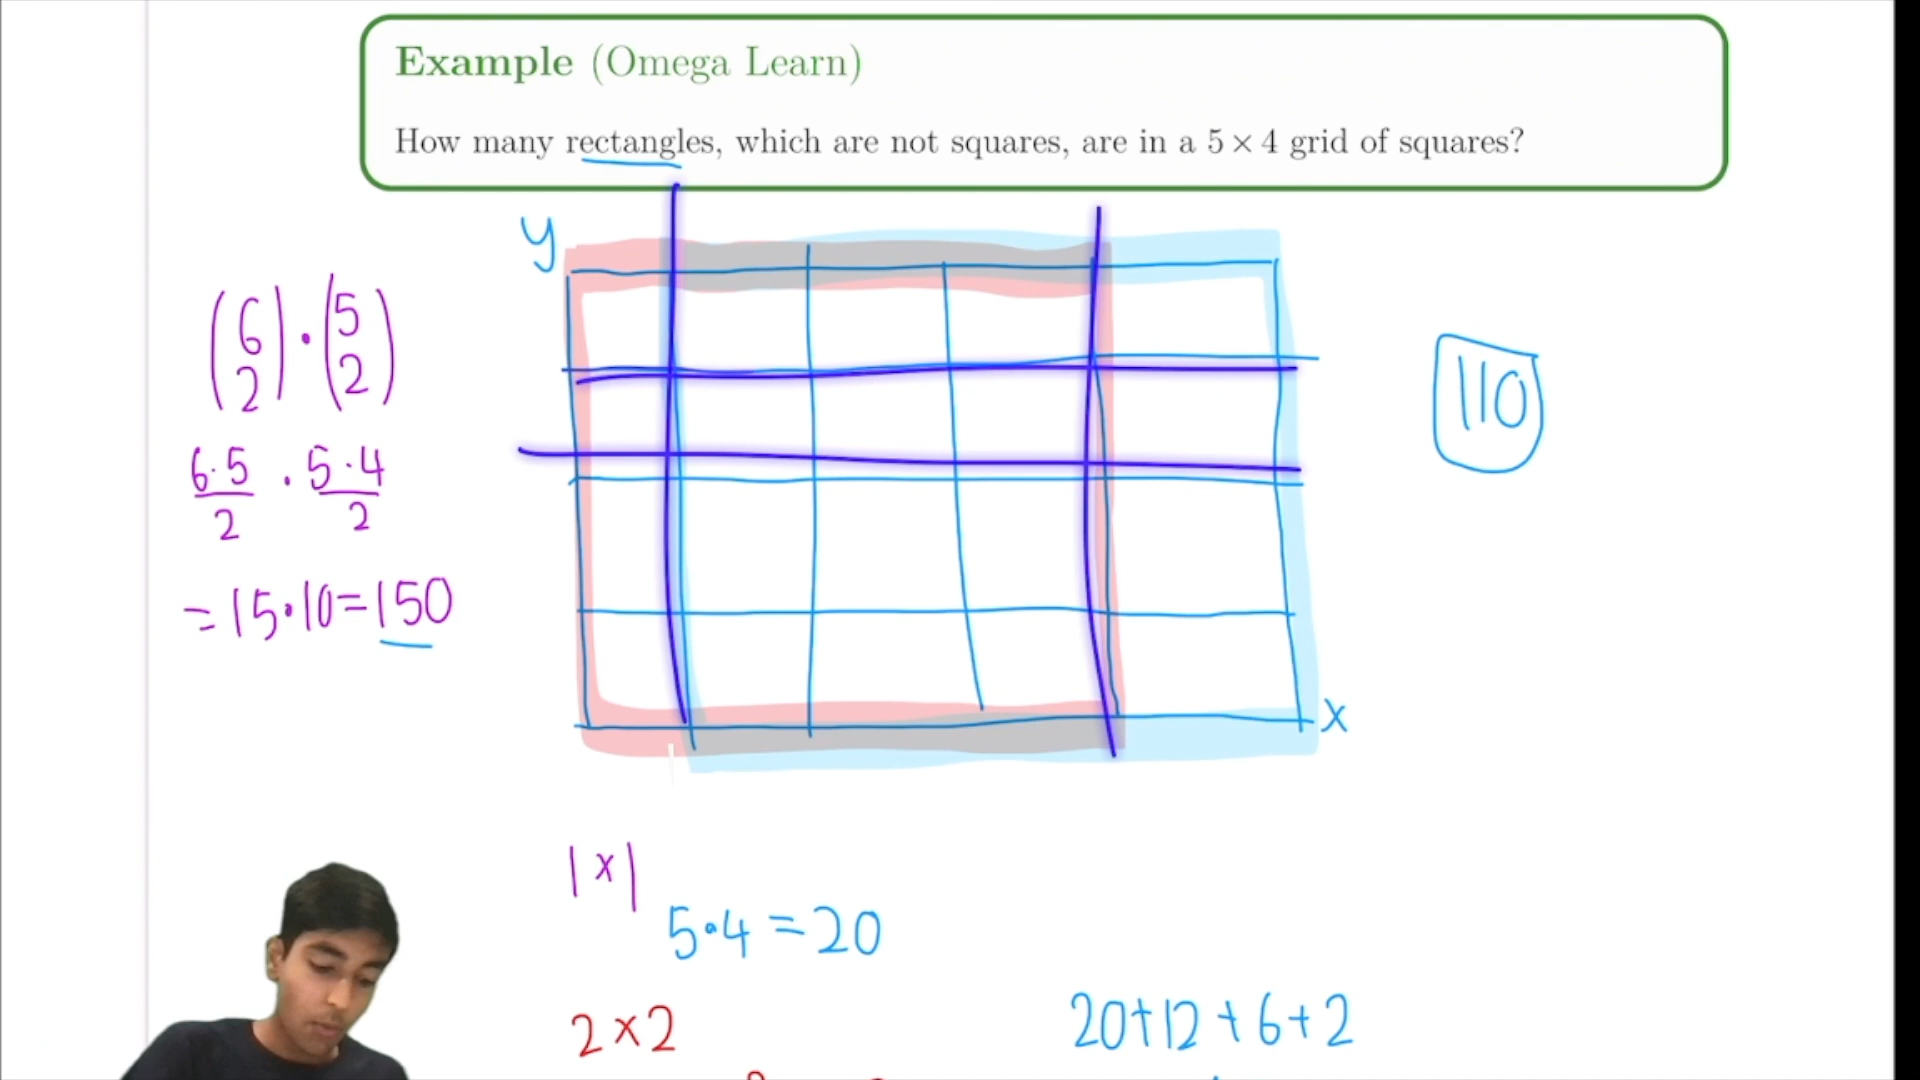 Example (Omega Learn)
How many rectangles, which are not squares, are in a 5 × 4 grid of squares?
y
(6 2) · (5 2)
6·5/2 · 5·4/2
= 15·10 = 150
110
x
1 × 1
5·4 = 20
2 × 2
20 + 12 + 6 + 2